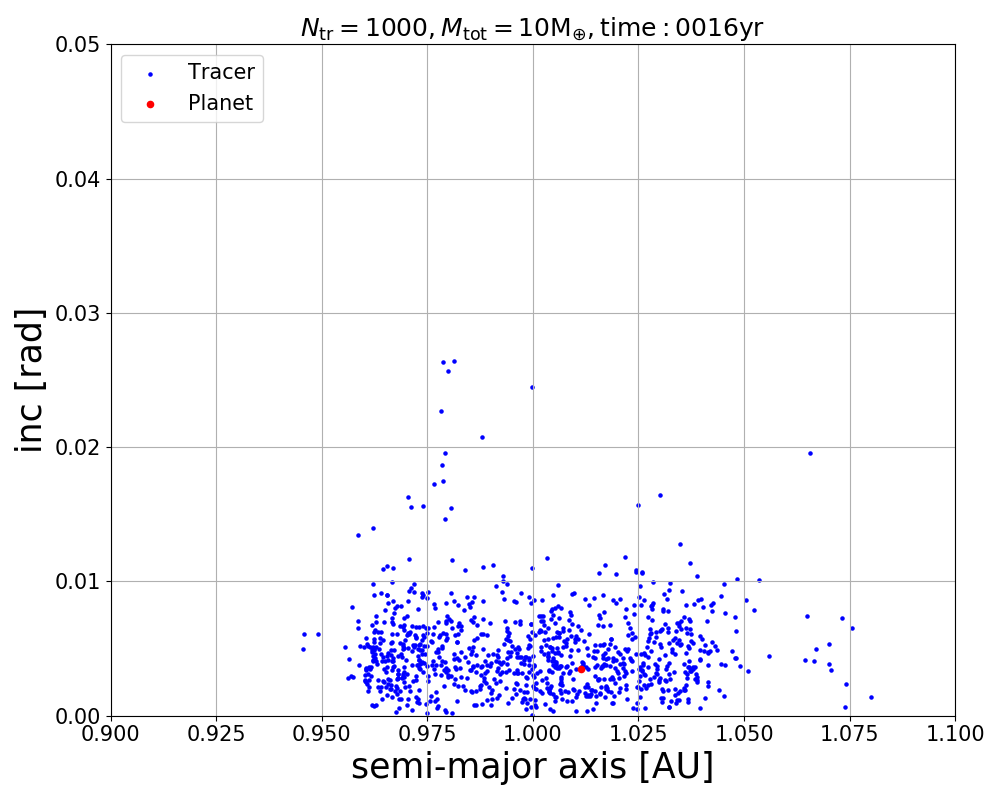 N_tr = 1000, M_tot = 10M_⊕, time : 0016yr
0.05
Tracer
Planet
0.04
0.03
inc [rad]
0.02
0.01
0.00
0.900 0.925 0.950 0.975 1.000 1.025 1.050 1.075 1.100
semi-major axis [AU]